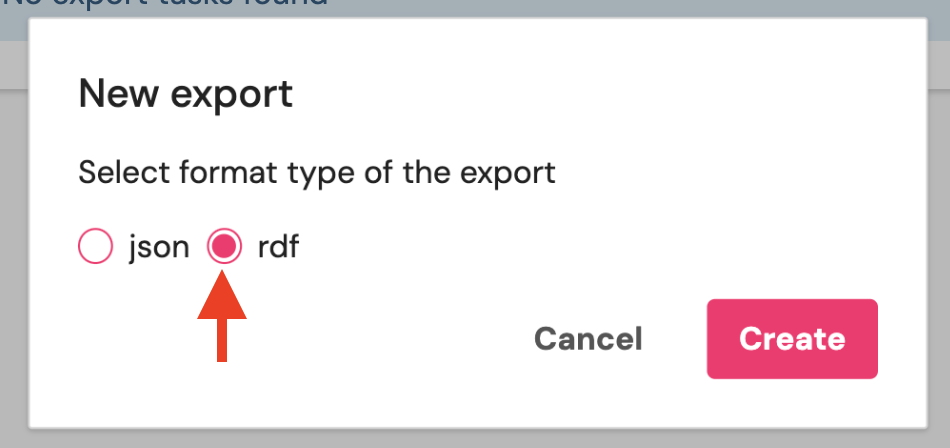 No export tasks found
New export
Select format type of the export
json rdf
Cancel Create